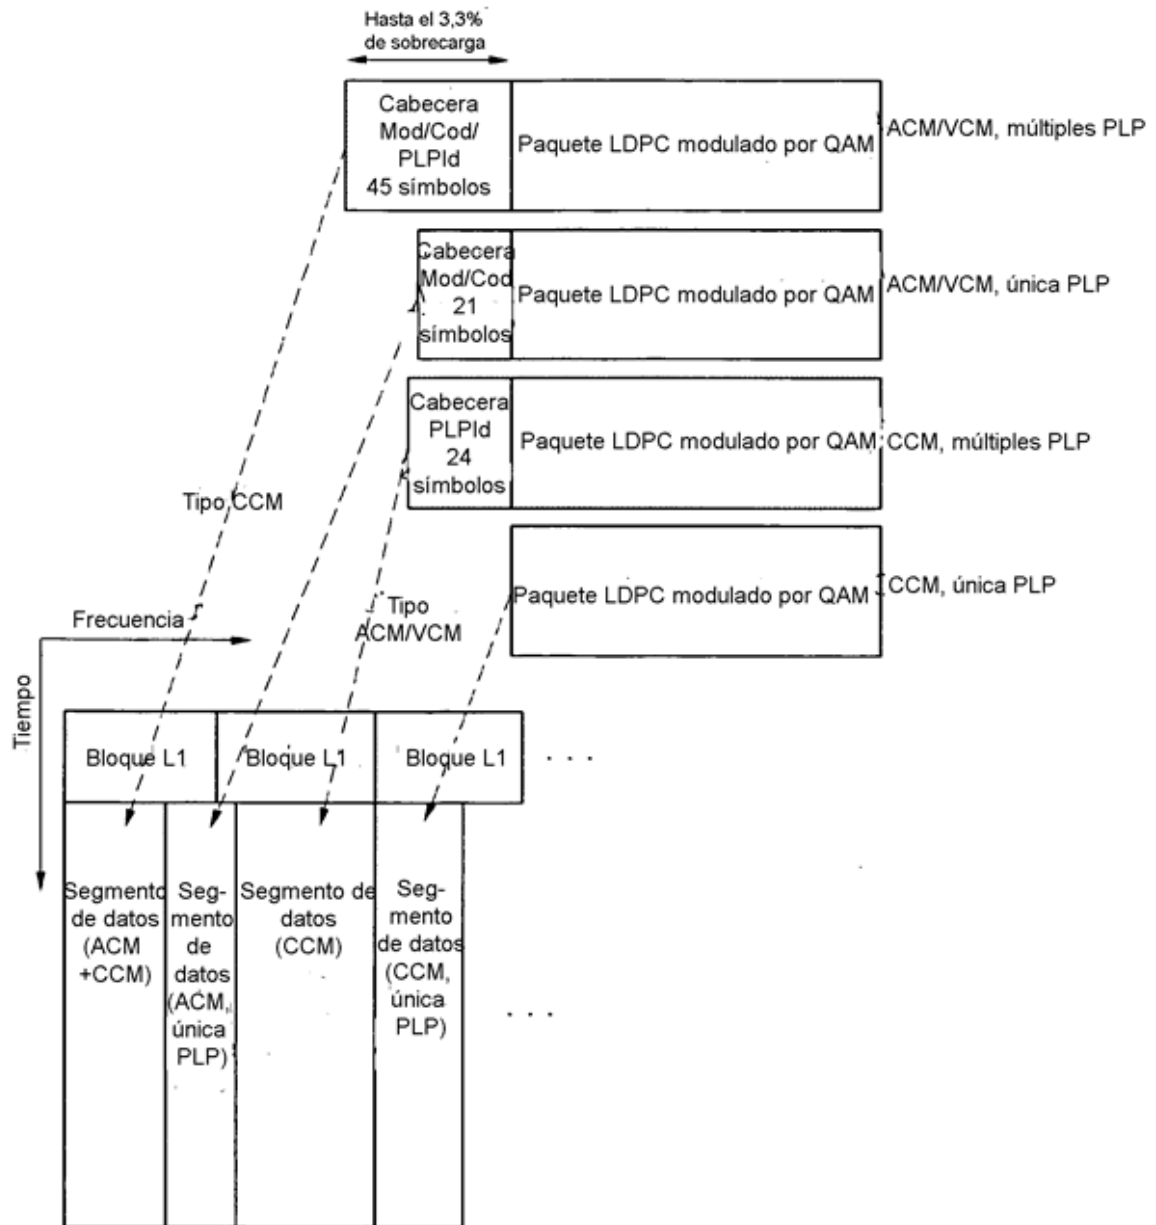 Hasta el 3,3%
de sobrecarga
Cabecera
Mod/Cod/
PLPId
45 símbolos
Paquete LDPC modulado por QAM
ACM/VCM, múltiples PLP
Cabecera
Mod/Cod
21
símbolos
Paquete LDPC modulado por QAM
ACM/VCM, única PLP
Cabecera
PLPId
24
símbolos
Paquete LDPC modulado por QAM
CCM, múltiples PLP
Tipo CCM
Paquete LDPC modulado por QAM
CCM, única PLP
Tipo
ACM/VCM
Frecuencia
Tiempo
Bloque L1
Bloque L1
Bloque L1
. . .
Segmento
de datos
(ACM
+CCM)
Seg-
mento
de
datos
(ACM,
única
PLP)
Segmento de
datos
(CCM)
Seg-
mento
de datos
(CCM,
única
PLP)
. . .